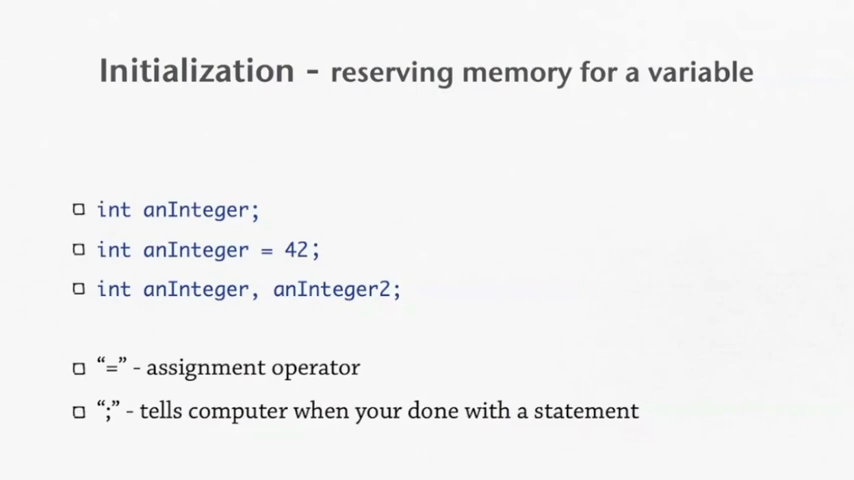 Initialization - reserving memory for a variable
int anInteger;
int anInteger = 42;
int anInteger, anInteger2;
“=” - assignment operator
“;” - tells computer when your done with a statement